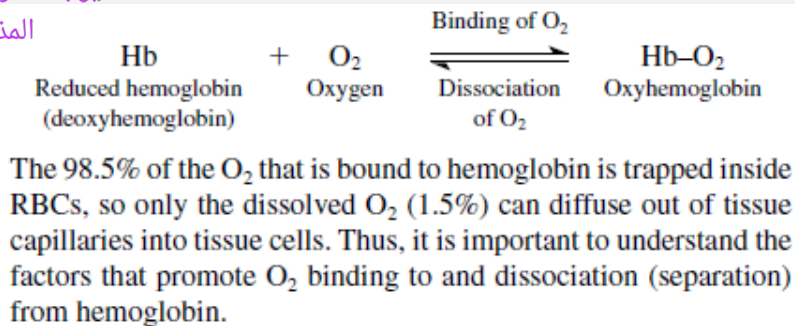 المذ
Binding of O₂
Hb + O₂ ⇌ Hb–O₂
Reduced hemoglobin Oxygen Dissociation Oxyhemoglobin
(deoxyhemoglobin) of O₂
The 98.5% of the O₂ that is bound to hemoglobin is trapped inside
RBCs, so only the dissolved O₂ (1.5%) can diffuse out of tissue
capillaries into tissue cells. Thus, it is important to understand the
factors that promote O₂ binding to and dissociation (separation)
from hemoglobin.